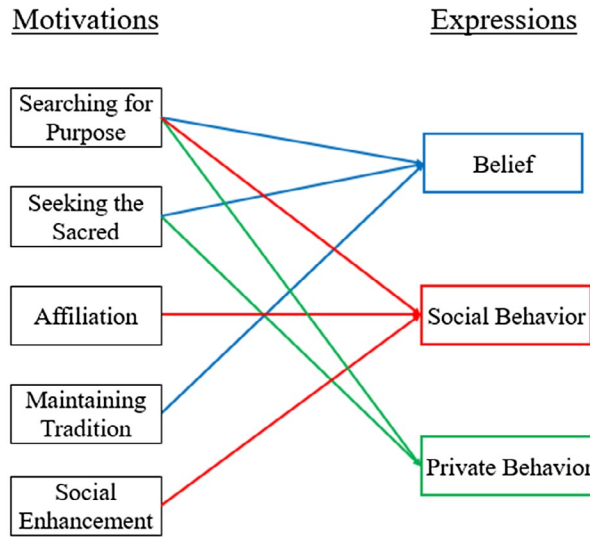 Motivations
Expressions
Searching for
Purpose
Belief
Seeking the
Sacred
Affiliation
Social Behavior
Maintaining
Tradition
Private Behavior
Social
Enhancement